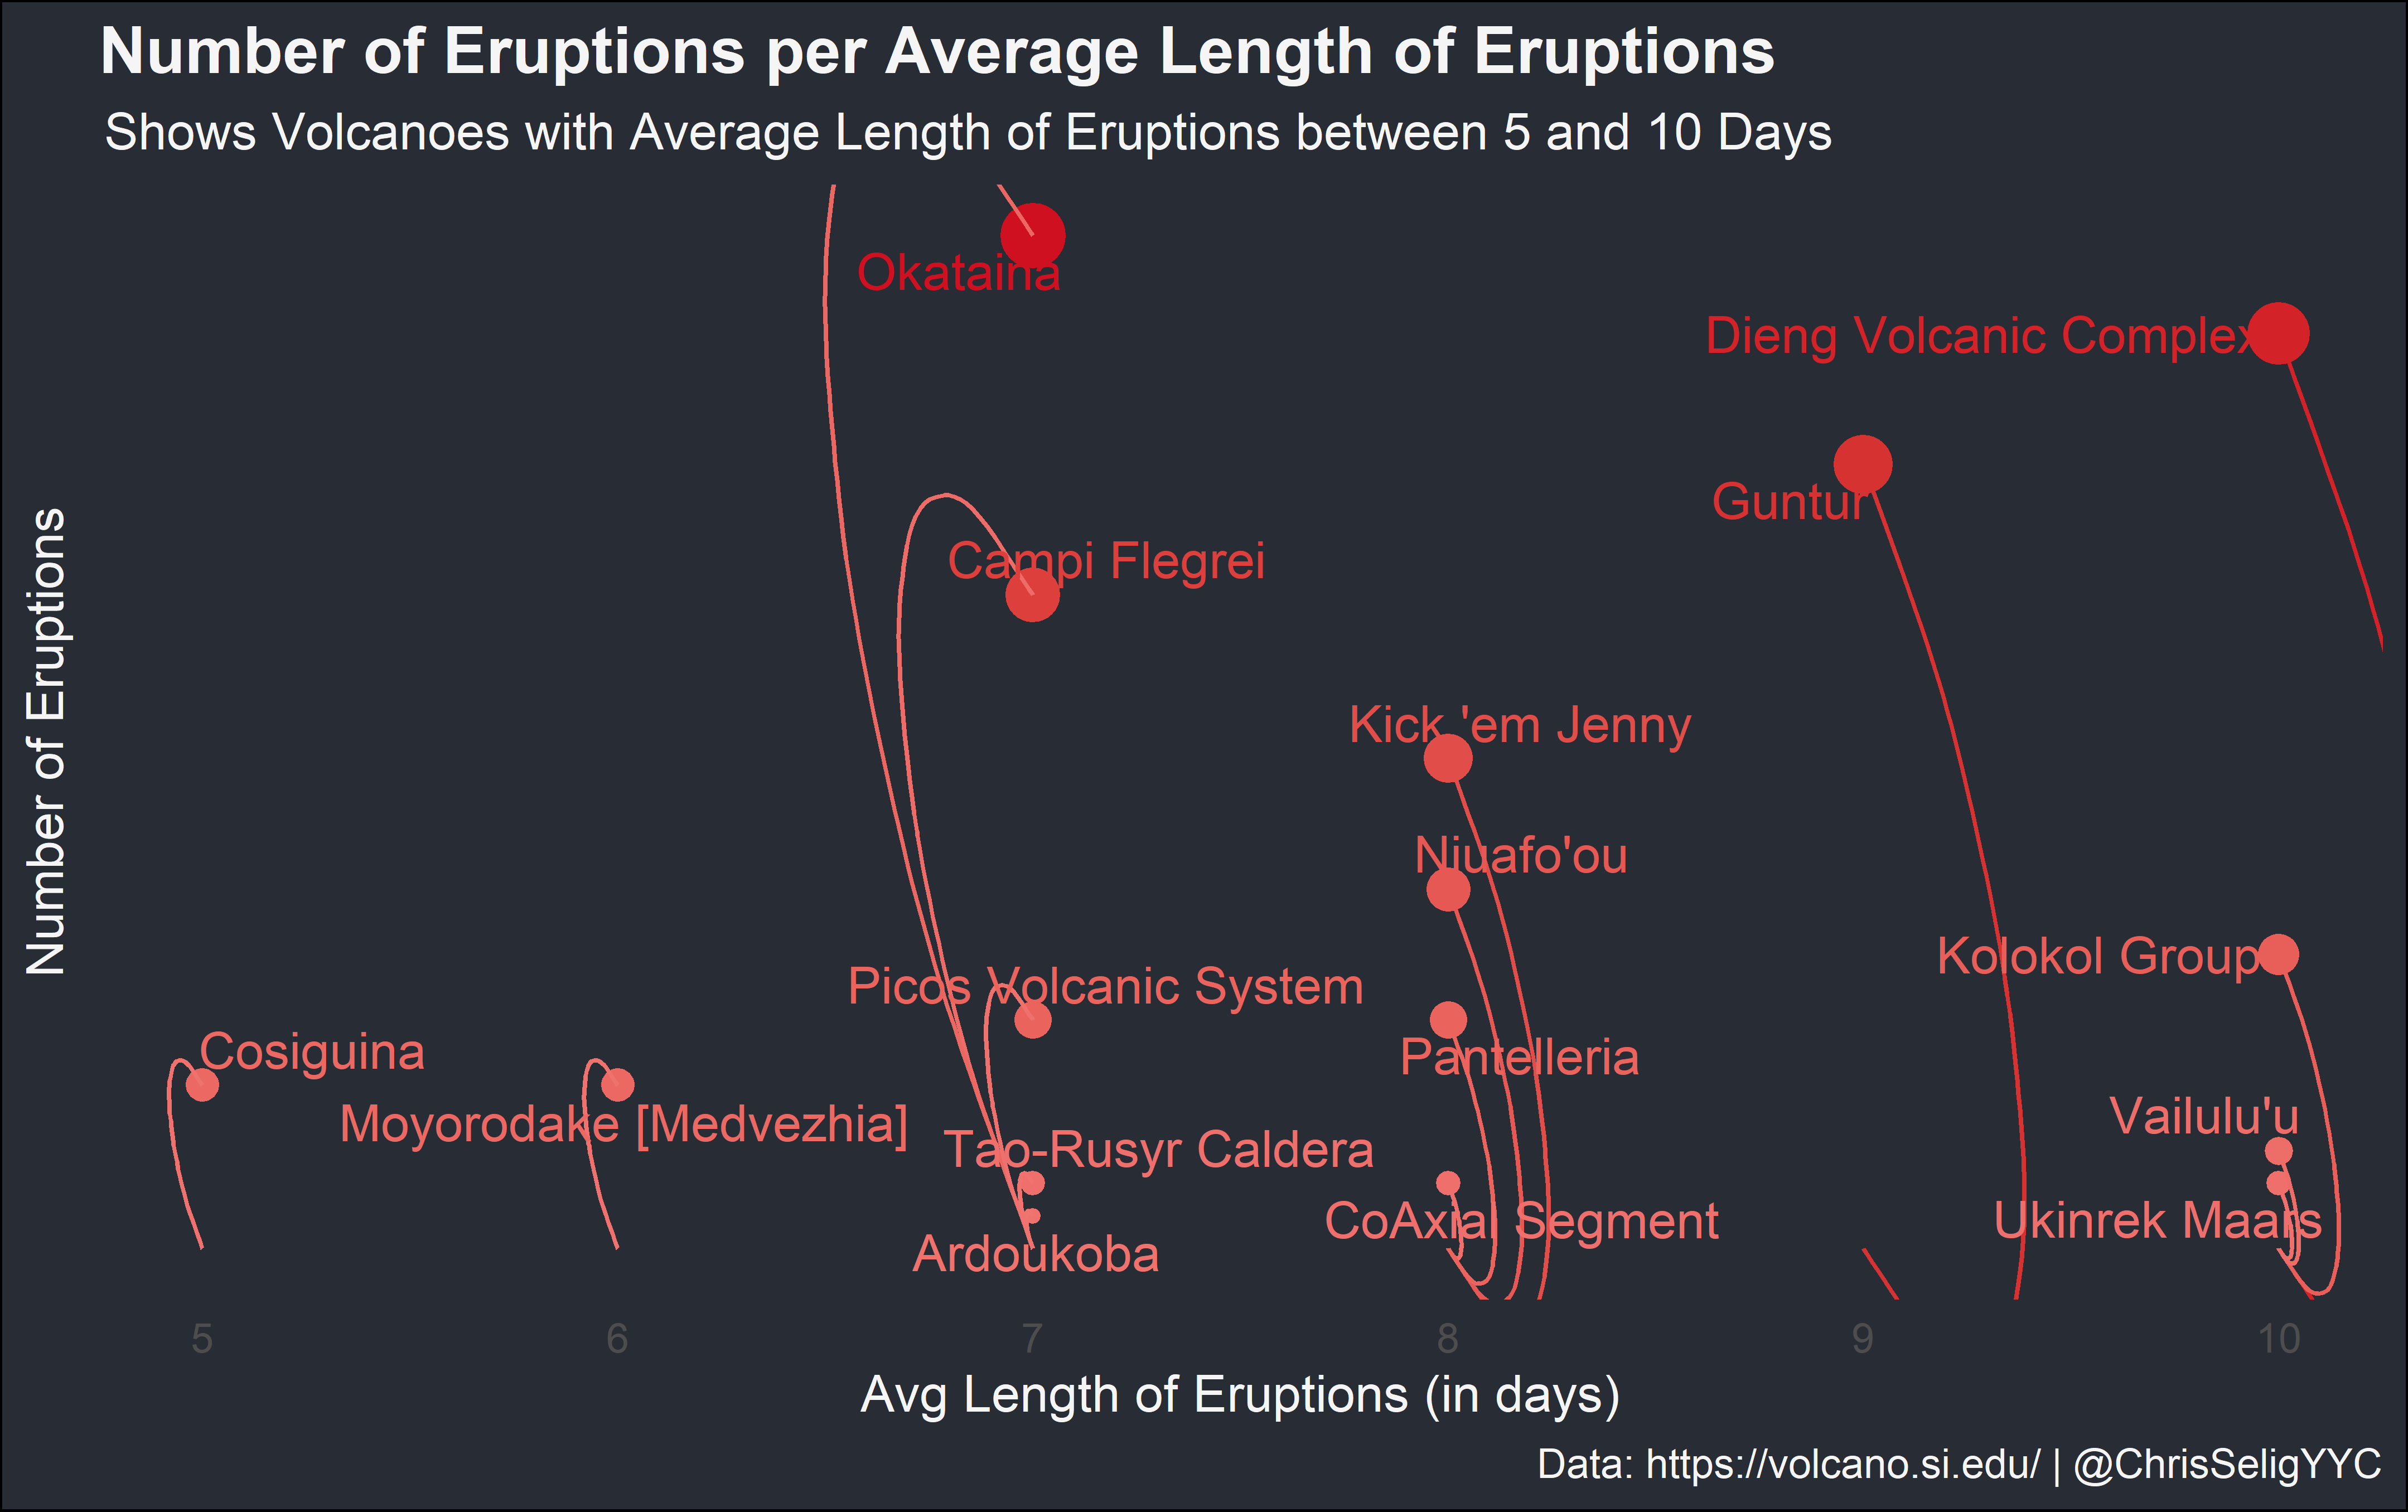 Number of Eruptions per Average Length of Eruptions
Shows Volcanoes with Average Length of Eruptions between 5 and 10 Days
Okataina
Dieng Volcanic Complex
Guntur
Campi Flegrei
Kick 'em Jenny
Niuafo'ou
Kolokol Group
Picos Volcanic System
Cosiguina
Pantelleria
Moyorodake [Medvezhia]
Vailulu'u
Tao-Rusyr Caldera
CoAxial Segment
Ukinrek Maars
Ardoukoba
Number of Eruptions
5 6 7 8 9 10
Avg Length of Eruptions (in days)
Data: https://volcano.si.edu/ | @ChrisSeligYYC